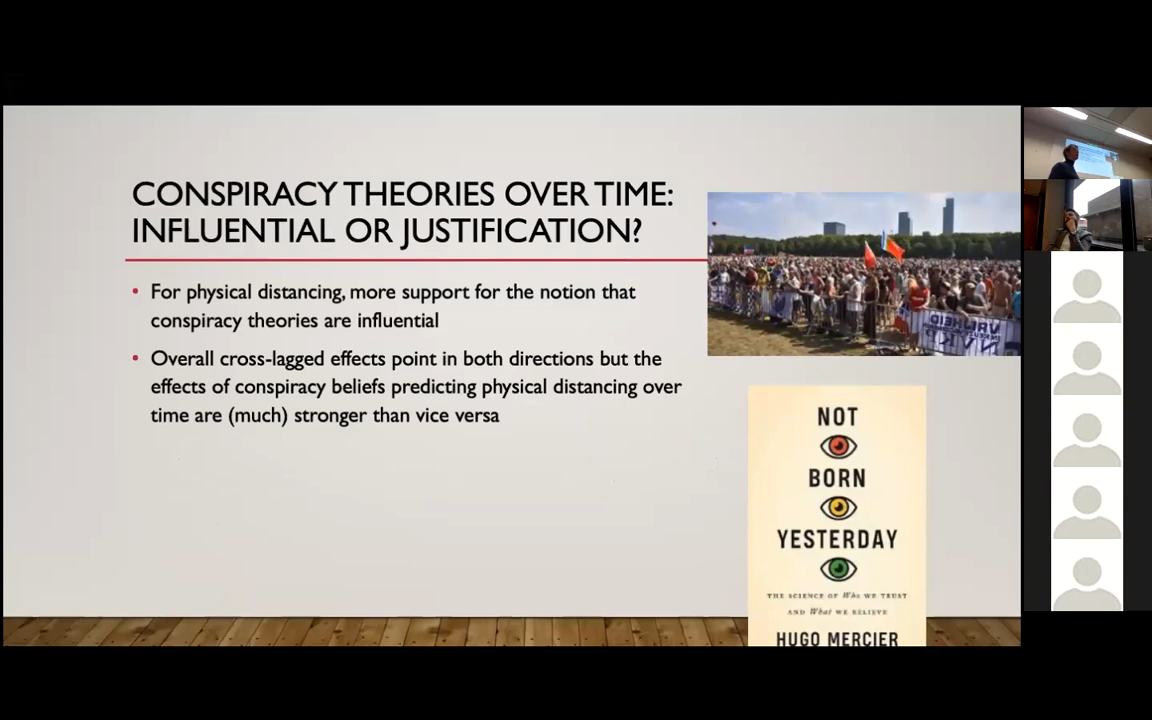 CONSPIRACY THEORIES OVER TIME:
INFLUENTIAL OR JUSTIFICATION?
• For physical distancing, more support for the notion that
conspiracy theories are influential
• Overall cross-lagged effects point in both directions but the
effects of conspiracy beliefs predicting physical distancing over
time are (much) stronger than vice versa
VRIJHEID
NOT
BORN
YESTERDAY
THE SCIENCE OF Who WE TRUST
AND What WE BELIEVE
HUGO MERCIER